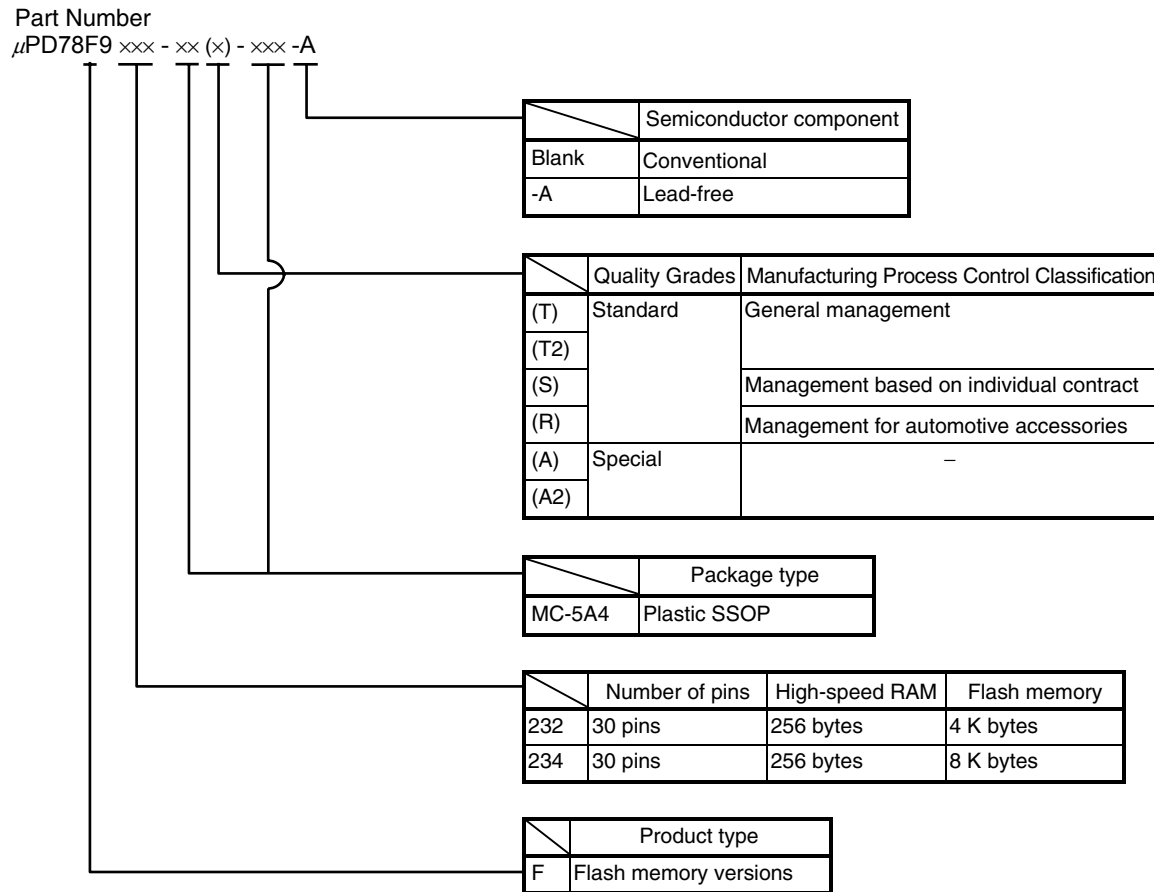 Part Number
μPD78F9 ××× - ×× (×) - ××× -A
Semiconductor component
Blank Conventional
-A Lead-free
Quality Grades Manufacturing Process Control Classification
(T) Standard General management
(T2)
(S) Management based on individual contract
(R) Management for automotive accessories
(A) Special –
(A2)
Package type
MC-5A4 Plastic SSOP
Number of pins High-speed RAM Flash memory
232 30 pins 256 bytes 4 K bytes
234 30 pins 256 bytes 8 K bytes
Product type
F Flash memory versions